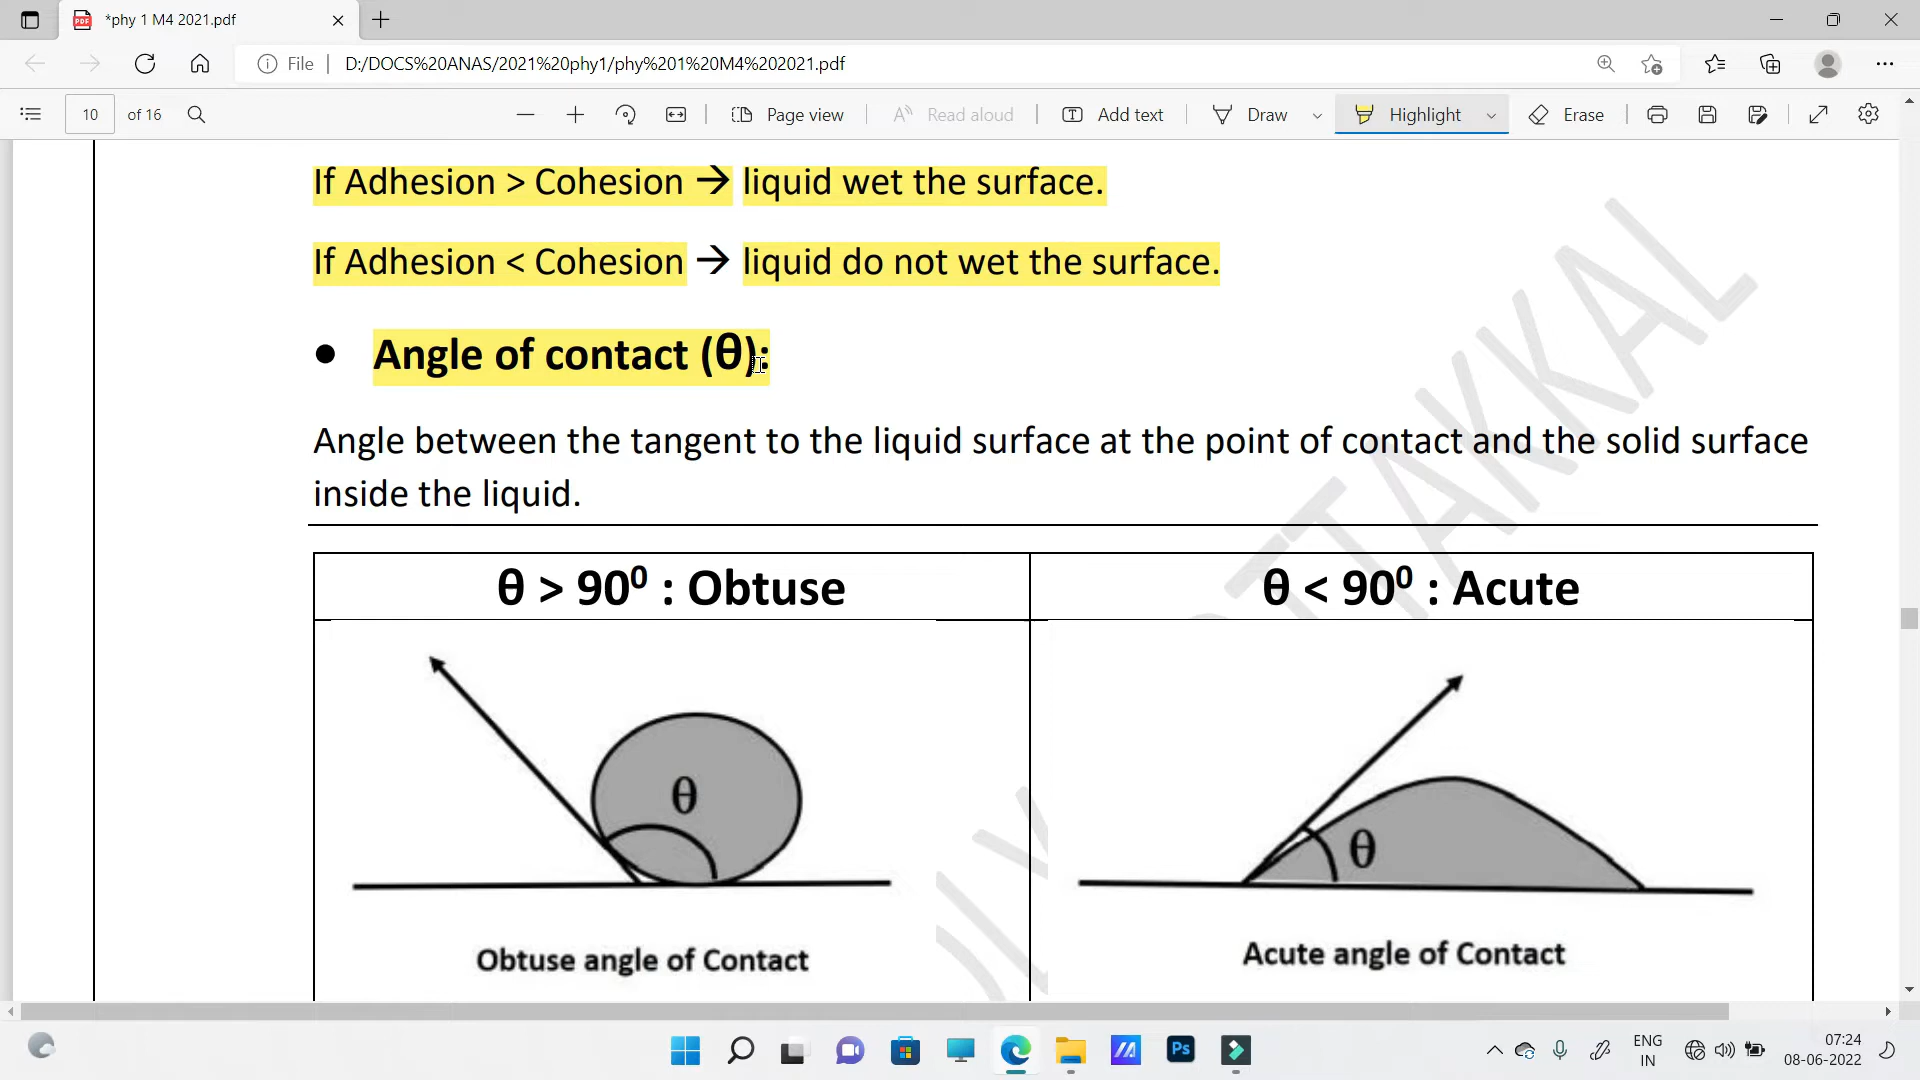 *phy 1 M4 2021.pdf
File
D:/DOCS%20ANAS/2021%20phy1/phy%201%20M4%202021.pdf
10 of 16
Page view
Read aloud
Add text
Draw
Highlight
Erase
If Adhesion > Cohesion → liquid wet the surface.
If Adhesion < Cohesion → liquid do not wet the surface.
● Angle of contact (θ):
Angle between the tangent to the liquid surface at the point of contact and the solid surface
inside the liquid.
θ > 90⁰ : Obtuse
θ < 90⁰ : Acute
θ
θ
Obtuse angle of Contact
Acute angle of Contact
Ps
ENG
IN
07:24
08-06-2022